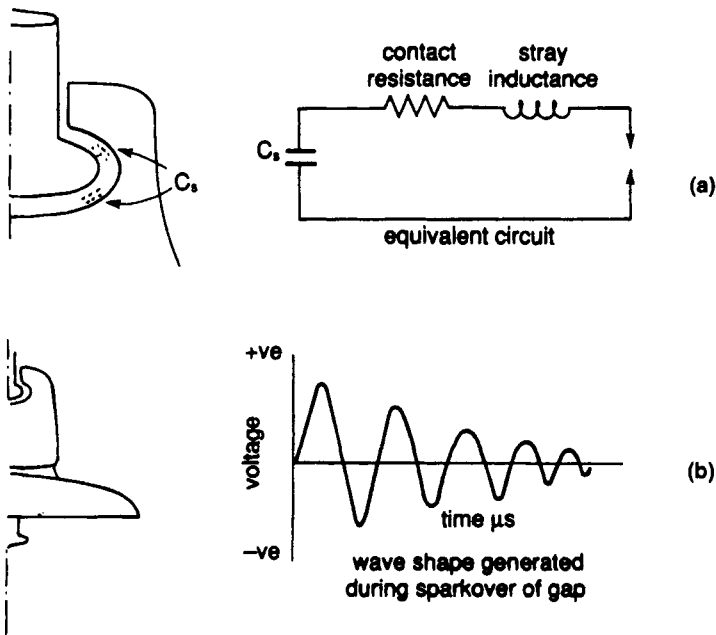 contact
resistance
stray
inductance
Cₛ
Cₛ
(a)
equivalent circuit
+ve
voltage
(b)
time μs
–ve
wave shape generated
during sparkover of gap